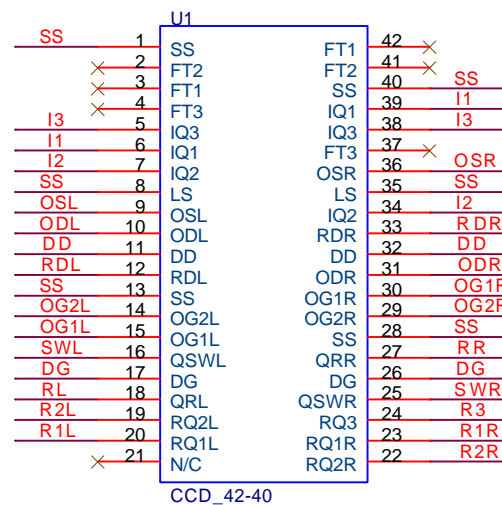 U1
SS 1 SS FT1 42
2 FT2 FT2 41
3 FT1 SS 40 SS
4 FT3 IQ1 39 I1
I3 5 IQ3 IQ3 38 I3
I1 6 IQ1 FT3 37
I2 7 IQ2 OSR 36 OSR
SS 8 LS LS 35 SS
OSL 9 OSL IQ2 34 I2
ODL 10 ODL RDR 33 RDR
DD 11 DD DD 32 DD
RDL 12 RDL ODR 31 ODR
SS 13 SS OG1R 30 OG1R
OG2L 14 OG2L OG2R 29 OG2R
OG1L 15 OG1L SS 28 SS
SWL 16 QSWL QRR 27 RR
DG 17 DG DG 26 DG
RL 18 QRL QSWR 25 SWR
R2L 19 RQ2L RQ3 24 R3
R1L 20 RQ1L RQ1R 23 R1R
21 N/C RQ2R 22 R2R
CCD_42-40